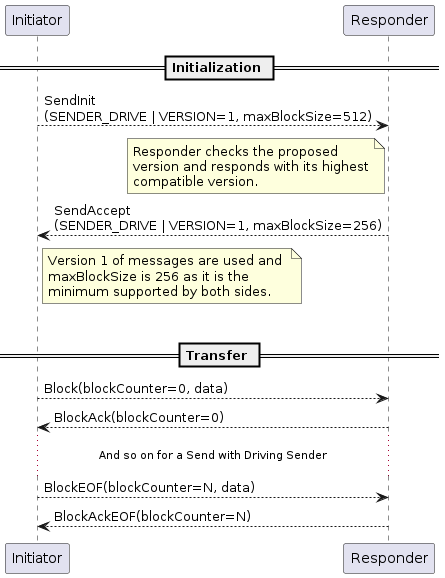 Initiator
Responder
Initialization
SendInit
(SENDER_DRIVE | VERSION=1, maxBlockSize=512)
Responder checks the proposed
version and responds with its highest
compatible version.
SendAccept
(SENDER_DRIVE | VERSION=1, maxBlockSize=256)
Version 1 of messages are used and
maxBlockSize is 256 as it is the
minimum supported by both sides.
Transfer
Block(blockCounter=0, data)
BlockAck(blockCounter=0)
And so on for a Send with Driving Sender
BlockEOF(blockCounter=N, data)
BlockAckEOF(blockCounter=N)
Initiator
Responder